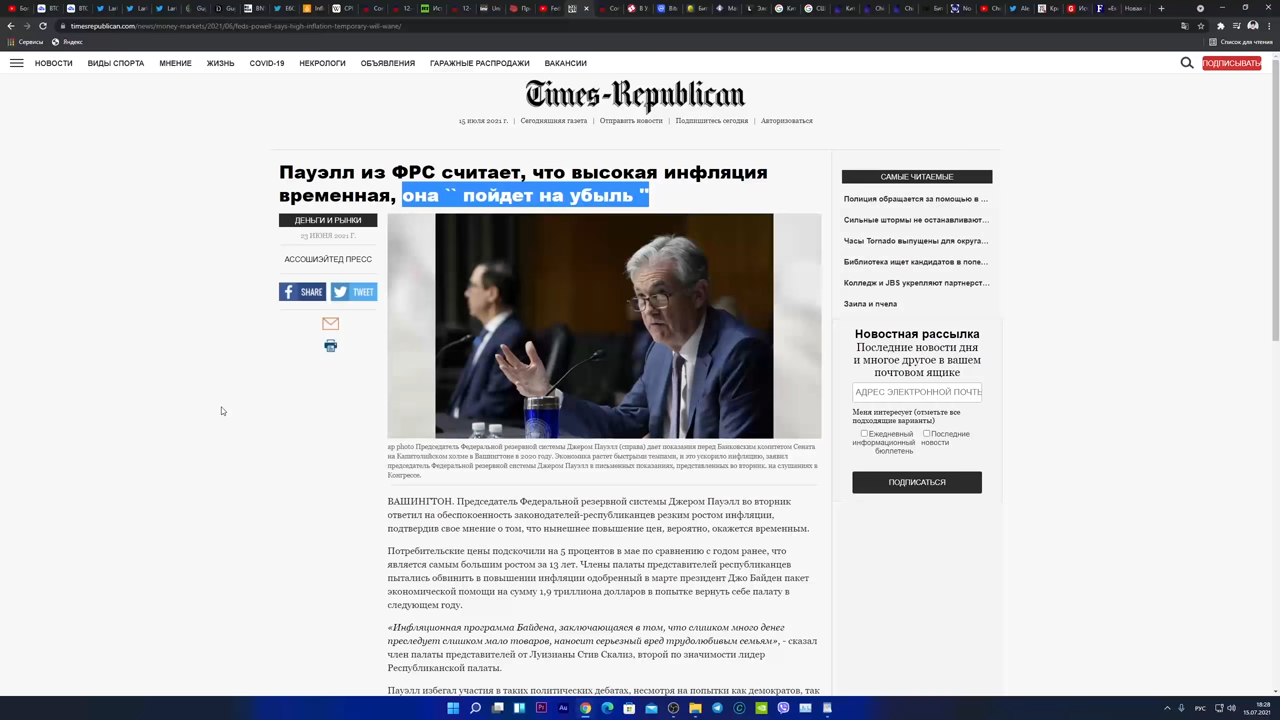 timesrepublican.com/news/money-markets/2021/06/feds-powell-says-high-inflation-temporary-will-wane/
Сервисы
Яндекс
Список для чтения
НОВОСТИ ВИДЫ СПОРТА МНЕНИЕ ЖИЗНЬ COVID-19 НЕКРОЛОГИ ОБЪЯВЛЕНИЯ ГАРАЖНЫЕ РАСПРОДАЖИ ВАКАНСИИ
ПОДПИСЫВАТЬ
Times-Republican
15 июля 2021 г. | Сегодняшняя газета | Отправить новости | Подпишитесь сегодня | Авторизоваться
Пауэлл из ФРС считает, что высокая инфляция
временная, она `` пойдет на убыль "
ДЕНЬГИ И РЫНКИ
23 ИЮНЯ 2021 Г.
АССОШИЭЙТЕД ПРЕСС
SHARE
TWEET
ap photo Председатель Федеральной резервной системы Джером Пауэлл (справа) дает показания перед Банковским комитетом Сената
на Капитолийском холме в Вашингтоне в 2020 году. Экономика растет быстрыми темпами, и это ускорило инфляцию, заявил
председатель Федеральной резервной системы Джером Пауэлл в письменных показаниях, представленных во вторник, на слушаниях в
Конгрессе.
ВАШИНГТОН. Председатель Федеральной резервной системы Джером Пауэлл во вторник
ответил на обеспокоенность законодателей-республиканцев резким ростом инфляции,
подтвердив свое мнение о том, что нынешнее повышение цен, вероятно, окажется временным.
Потребительские цены подскочили на 5 процентов в мае по сравнению с годом ранее, что
является самым большим ростом за 13 лет. Члены палаты представителей республиканцев
пытались обвинить в повышении инфляции одобренный в марте президент Джо Байден пакет
экономической помощи на сумму 1,9 триллиона долларов в попытке вернуть себе палату в
следующем году.
«Инфляционная программа Байдена, заключающаяся в том, что слишком много денег
преследует слишком мало товаров, наносит серьезный вред трудолюбивым семьям», - сказал
член палаты представителей от Луизианы Стив Скализ, второй по значимости лидер
Республиканской палаты.
Пауэлл избегал участия в таких политических дебатах, несмотря на попытки как демократов, так
САМЫЕ ЧИТАЕМЫЕ
Полиция обращается за помощью в ...
Сильные штормы не останавливают...
Часы Tornado выпущены для округа...
Библиотека ищет кандидатов в попе...
Колледж и JBS укрепляют партнерст...
Заила и пчела
Новостная рассылка
Последние новости дня
и многое другое в вашем
почтовом ящике
АДРЕС ЭЛЕКТРОННОЙ ПОЧТЫ
Меня интересует (отметьте все
подходящие варианты)
Ежедневный информационный бюллетень
Последние новости
ПОДПИСАТЬСЯ
РУС
18:28
15.07.2021